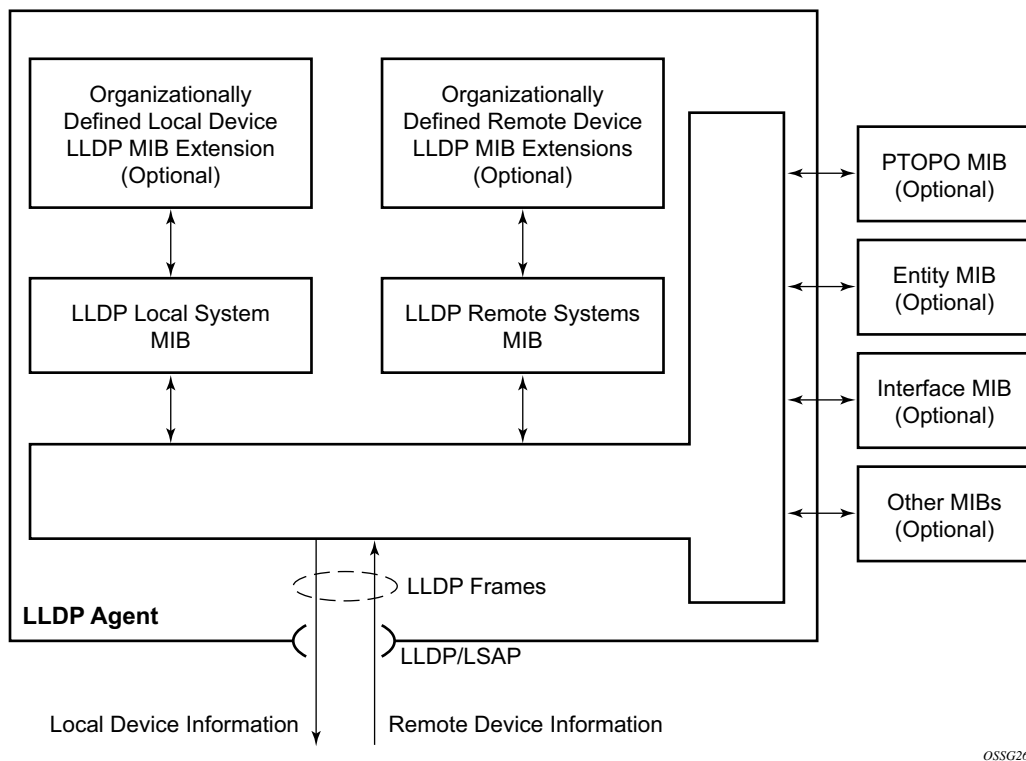 Organizationally
Defined Local Device
LLDP MIB Extension
(Optional)
Organizationally
Defined Remote Device
LLDP MIB Extensions
(Optional)
PTOPO MIB
(Optional)
Entity MIB
(Optional)
LLDP Local System
MIB
LLDP Remote Systems
MIB
Interface MIB
(Optional)
Other MIBs
(Optional)
LLDP Frames
LLDP Agent
LLDP/LSAP
Local Device Information
Remote Device Information